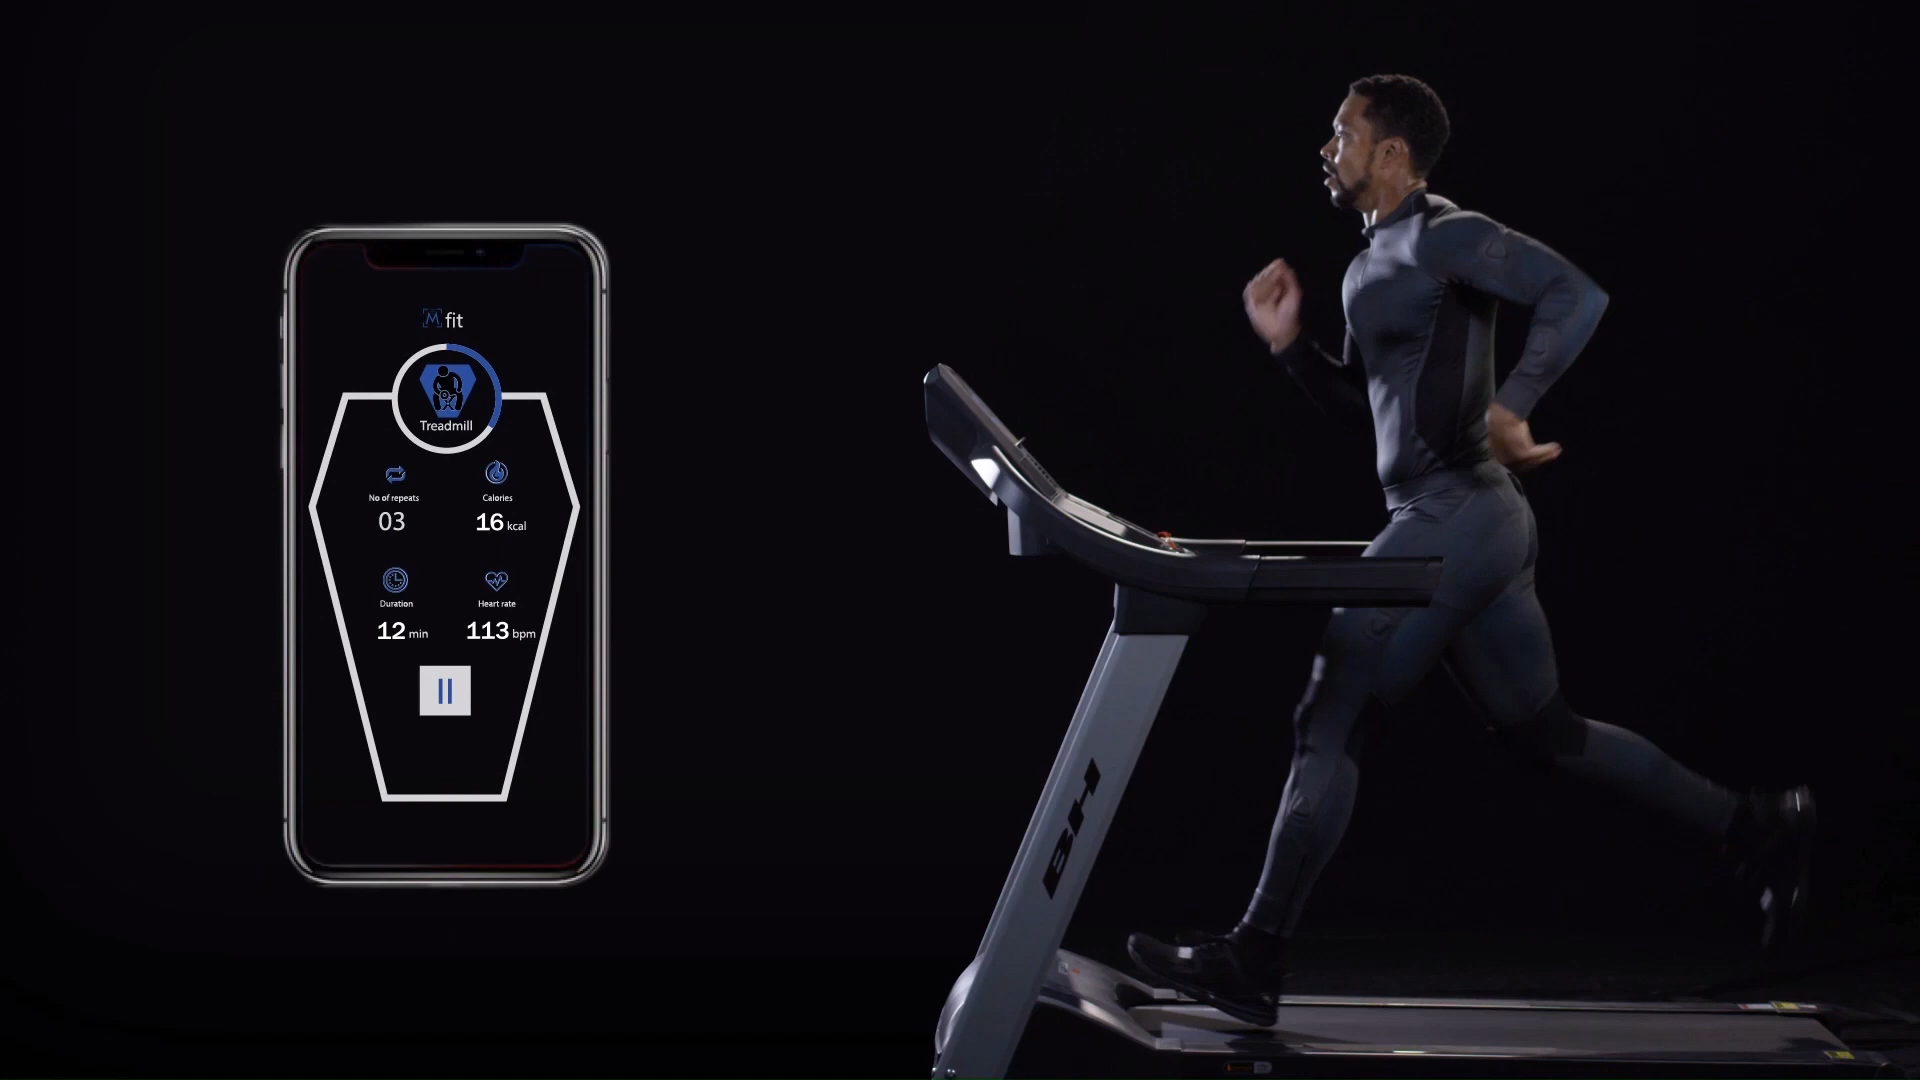 M fit
Treadmill
No of repeats
03
Calories
16 kcal
Duration
12 min
Heart rate
113 bpm
BH